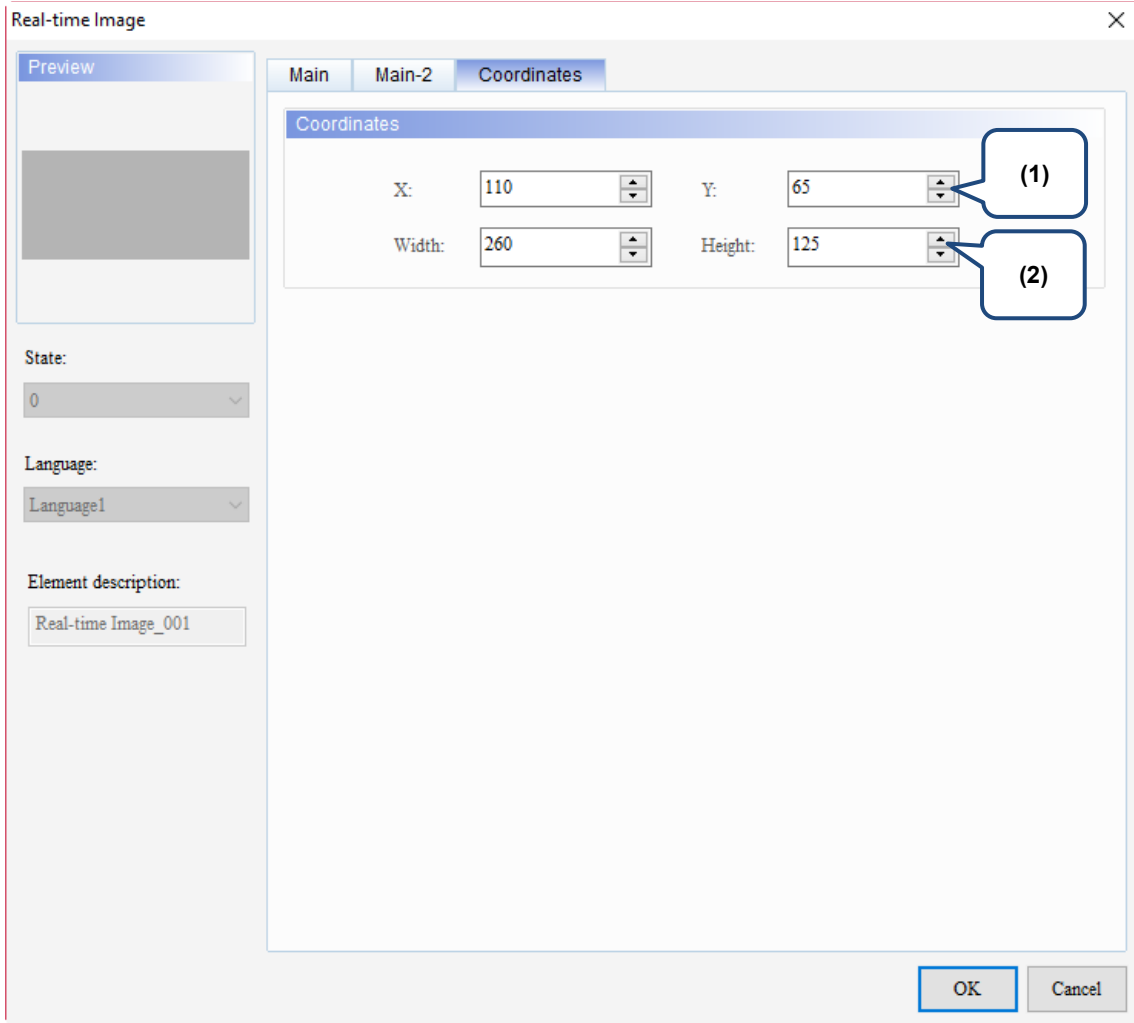 Real-time Image
Preview
Main
Main-2
Coordinates
Coordinates
X:
110
Y:
65
(1)
Width:
260
Height:
125
(2)
State:
0
Language:
Language1
Element description:
Real-time Image_001
OK
Cancel